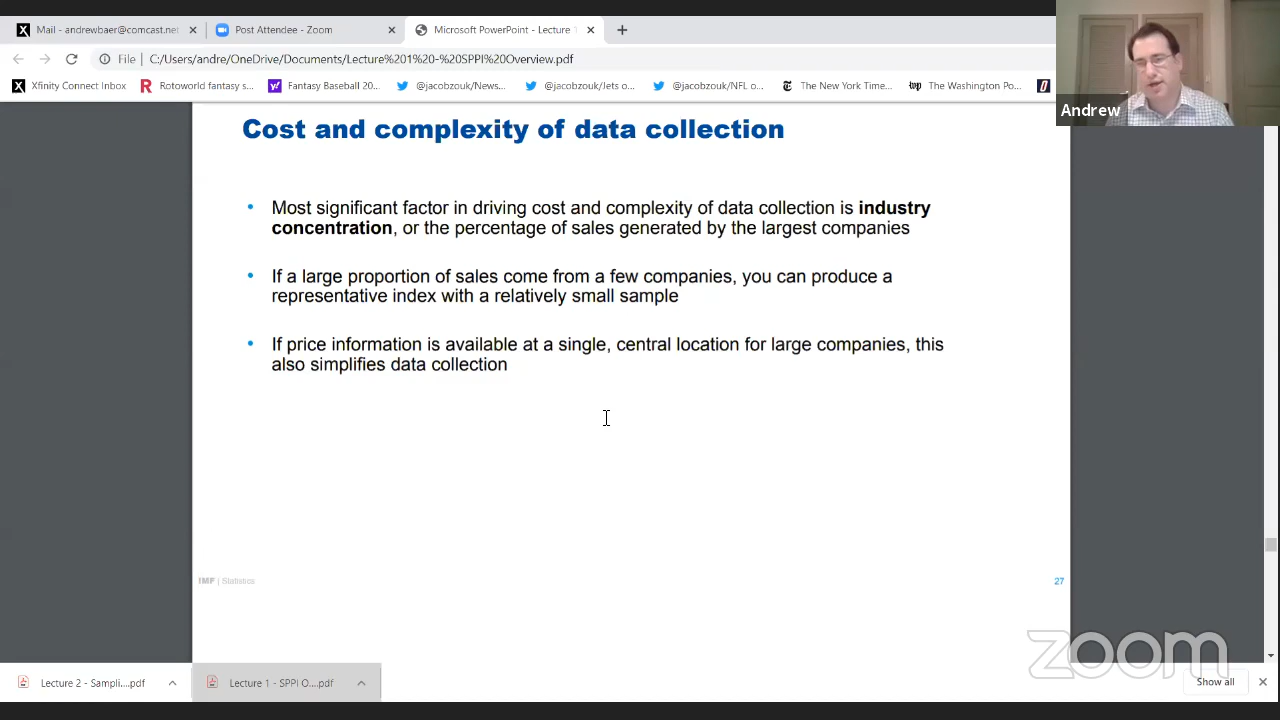 Mail - andrewbaer@comcast.net
Post Attendee - Zoom
Microsoft PowerPoint - Lecture 1
File | C:/Users/andre/OneDrive/Documents/Lecture%201%20-%20SPPI%20Overview.pdf
Xfinity Connect Inbox
Rotoworld fantasy s...
Fantasy Baseball 20...
@jacobzouk/News...
@jacobzouk/Jets o...
@jacobzouk/NFL o...
The New York Time...
The Washington Po...
Andrew
Cost and complexity of data collection
• Most significant factor in driving cost and complexity of data collection is industry
concentration, or the percentage of sales generated by the largest companies
• If a large proportion of sales come from a few companies, you can produce a
representative index with a relatively small sample
• If price information is available at a single, central location for large companies, this
also simplifies data collection
IMF | Statistics
27
zoom
Lecture 2 - Sampli....pdf
Lecture 1 - SPPI O....pdf
Show all